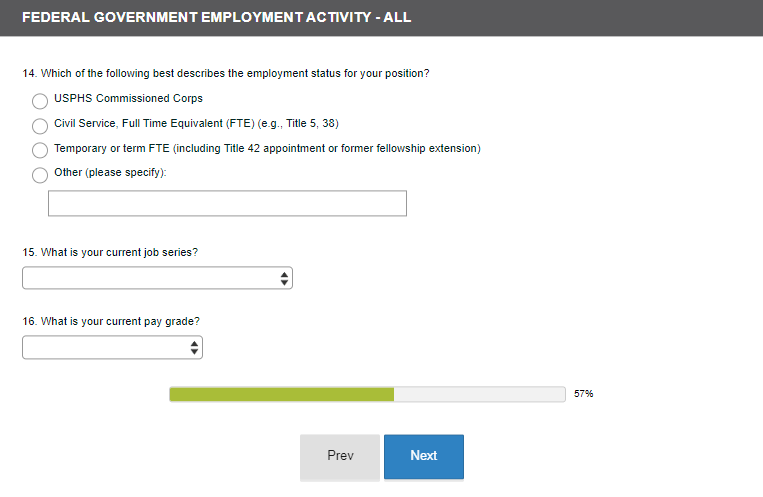 FEDERAL GOVERNMENT EMPLOYMENT ACTIVITY - ALL
14. Which of the following best describes the employment status for your position?
USPHS Commissioned Corps
Civil Service, Full Time Equivalent (FTE) (e.g., Title 5, 38)
Temporary or term FTE (including Title 42 appointment or former fellowship extension)
Other (please specify):
15. What is your current job series?
16. What is your current pay grade?
57%
Prev Next